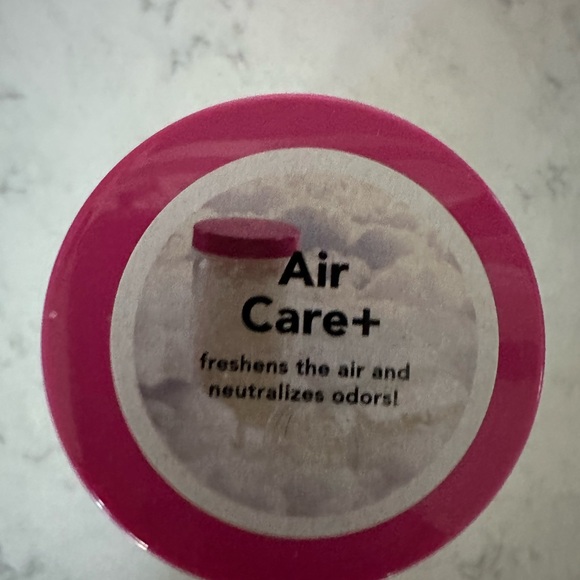 Air
Care+
freshens the air and
neutralizes odors!